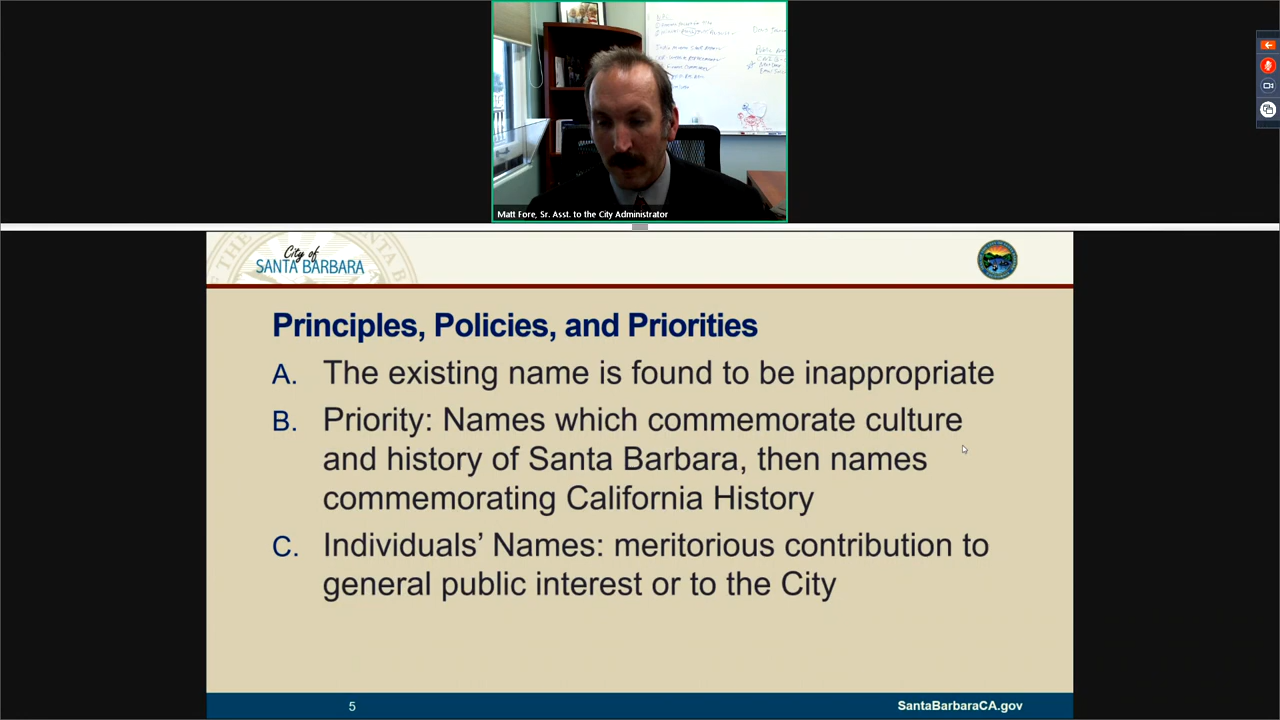 Matt Fore, Sr. Asst. to the City Administrator
City of
SANTA BARBARA
Principles, Policies, and Priorities
A. The existing name is found to be inappropriate
B. Priority: Names which commemorate culture
and history of Santa Barbara, then names
commemorating California History
C. Individuals’ Names: meritorious contribution to
general public interest or to the City
5
SantaBarbaraCA.gov